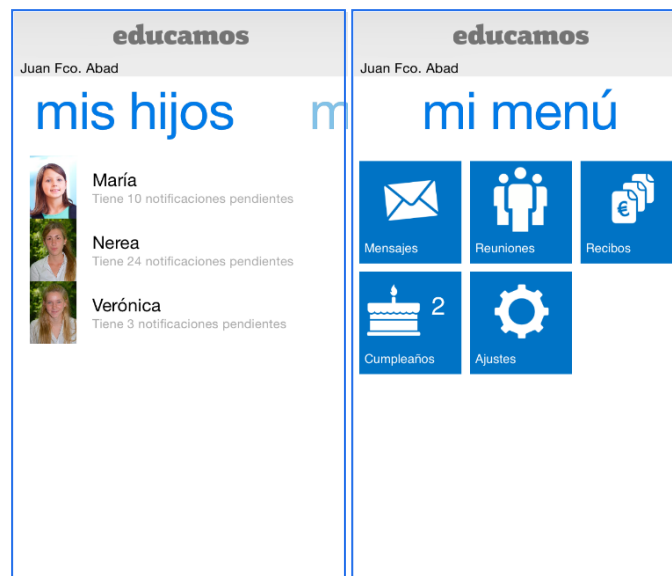 educamos
Juan Fco. Abad
mis hijos
m
María
Tiene 10 notificaciones pendientes
Nerea
Tiene 24 notificaciones pendientes
Verónica
Tiene 3 notificaciones pendientes
educamos
Juan Fco. Abad
mi menú
Mensajes
Reuniones
€
Recibos
2
Cumpleaños
Ajustes